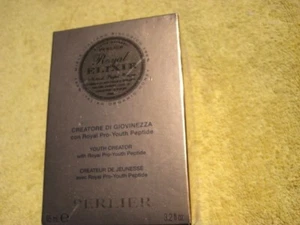 Royal
ELIXIR
CREATORE DI GIOVINEZZA
con Royal Pro-Youth Peptide
YOUTH CREATOR
with Royal Pro-Youth Peptide
CRÉATEUR DE JEUNESSE
avec Royal Pro-Youth Peptide
PERLIER